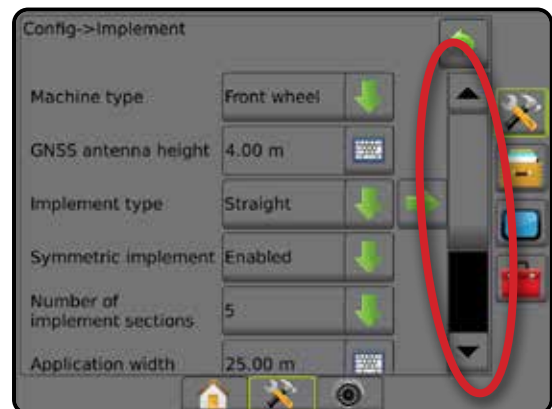 Config->Implement
Machine type Front wheel
GNSS antenna height 4.00 m
Implement type Straight
Symmetric implement Enabled
Number of
implement sections 5
Application width 25.00 m